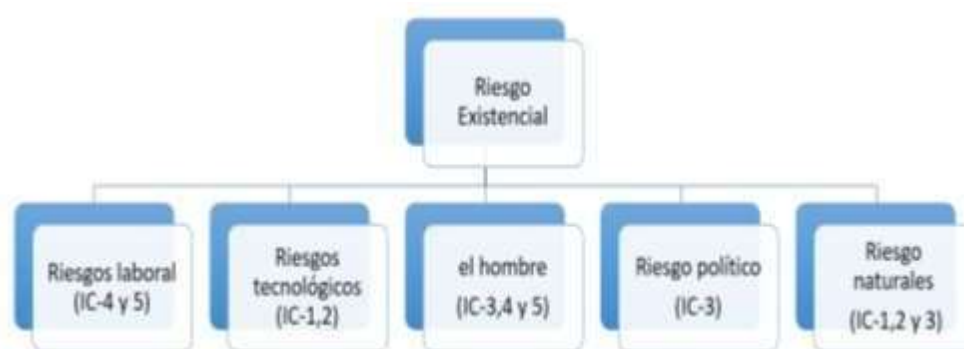 Riesgo
Existencial
Riesgos laboral
(IC-4 y 5)
Riesgos
tecnológicos
(IC-1,2)
el hombre
(IC-3,4 y 5)
Riesgo político
(IC-3)
Riesgo
naturales
(IC-1,2 y 3)